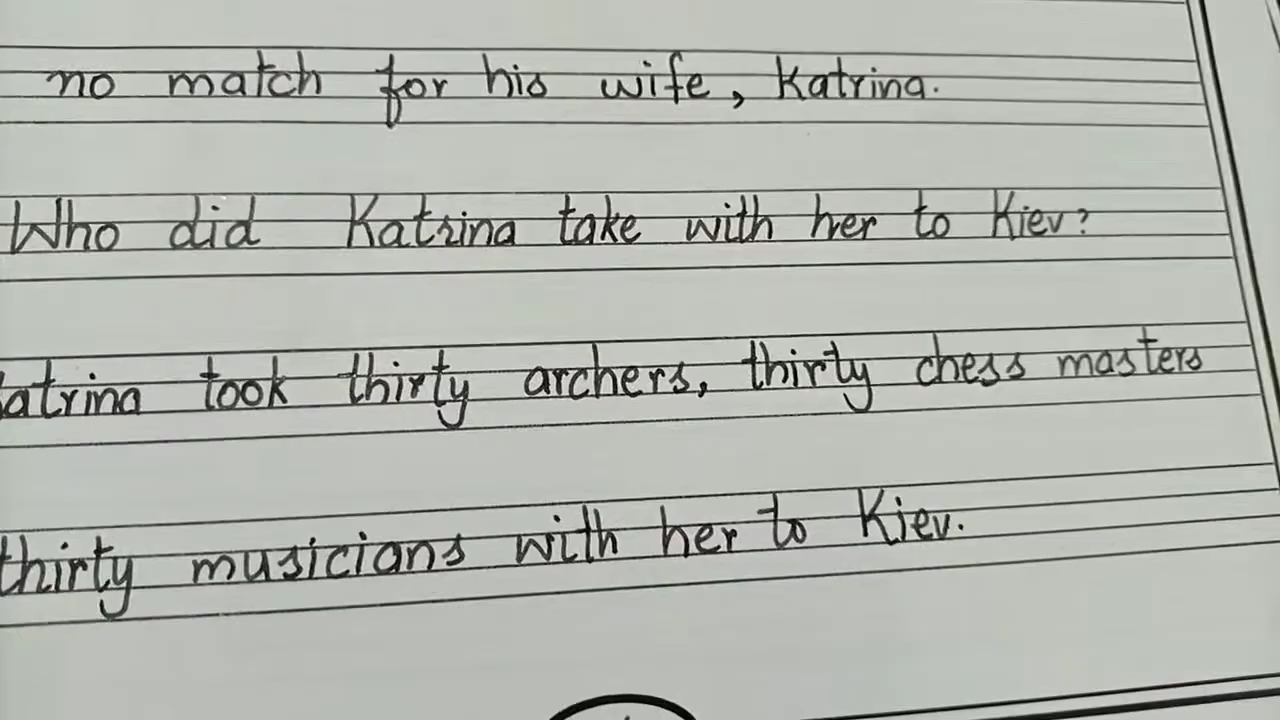 no match for his wife, Katrina.
Who did Katrina take with her to Kiev?
atrina took thirty archers, thirty chess masters
thirty musicians with her to Kiev.